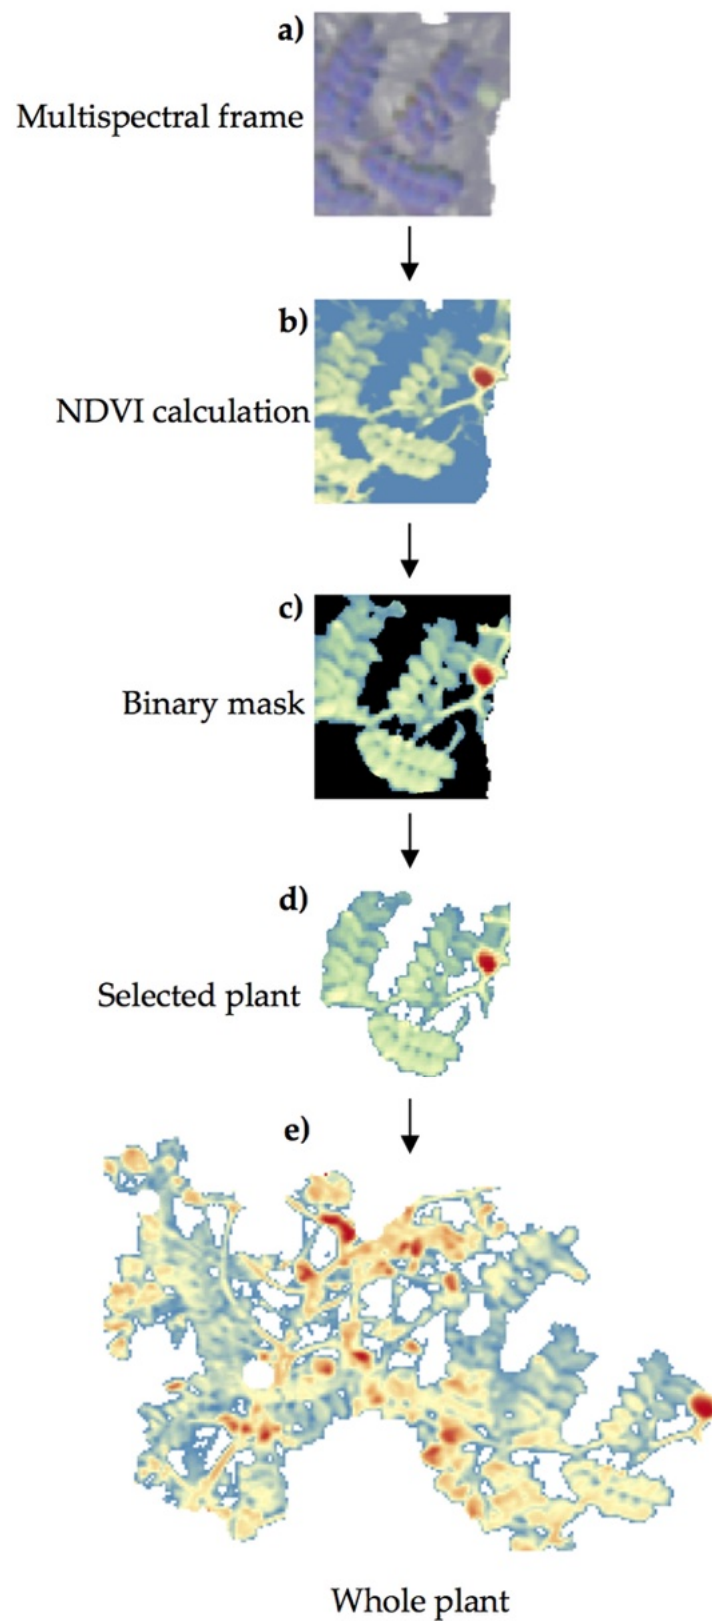 a)
Multispectral frame
b)
NDVI calculation
c)
Binary mask
d)
Selected plant
e)
Whole plant